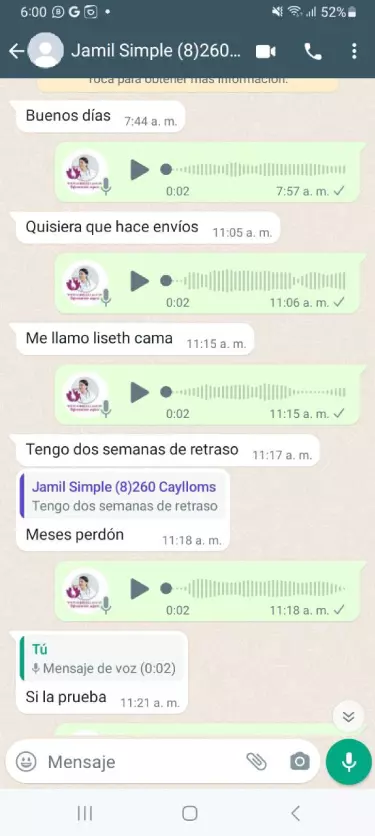 6:00
52%
Jamil Simple (8)260...
Toca para obtener más información.
Buenos días 7:44 a. m.
0:02 7:57 a. m.
Quisiera que hace envíos 11:05 a. m.
0:02 11:06 a. m.
Me llamo liseth cama 11:15 a. m.
0:02 11:15 a. m.
Tengo dos semanas de retraso 11:17 a. m.
Jamil Simple (8)260 Caylloms
Tengo dos semanas de retraso
Meses perdón 11:18 a. m.
0:02 11:18 a. m.
Tú
Mensaje de voz (0:02)
Si la prueba 11:21 a. m.
Mensaje